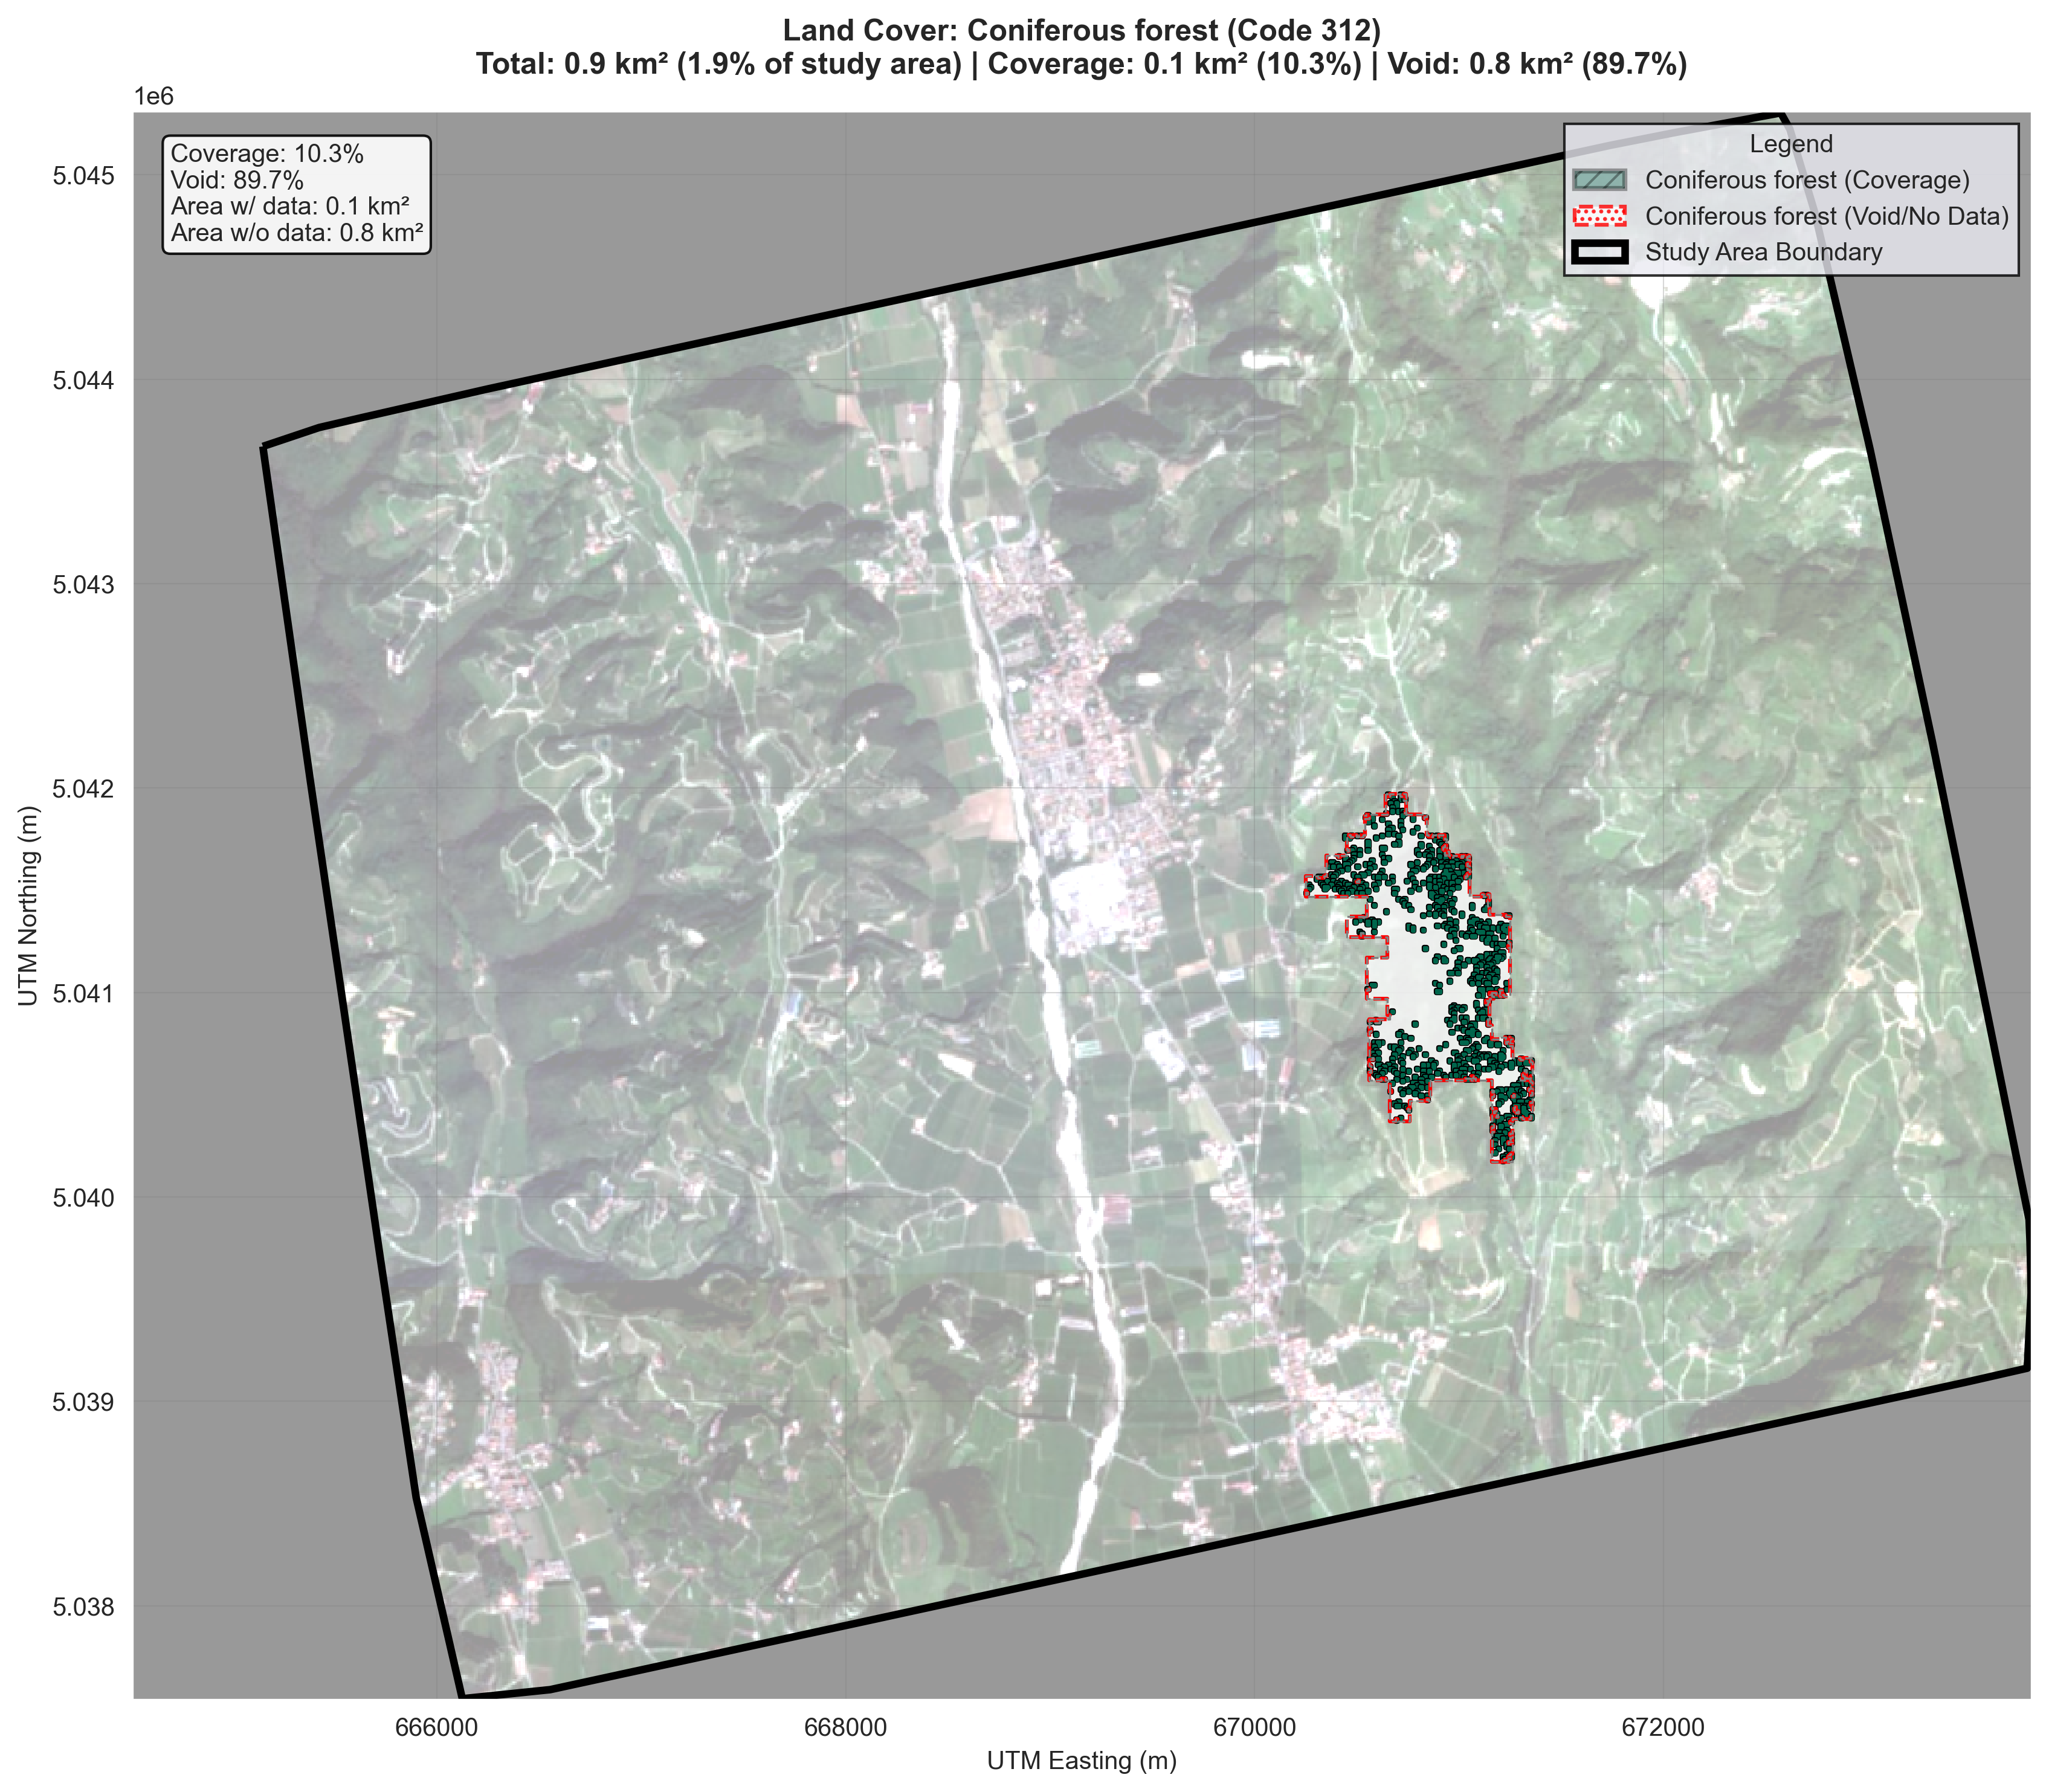 Land Cover: Coniferous forest (Code 312)
Total: 0.9 km² (1.9% of study area) | Coverage: 0.1 km² (10.3%) | Void: 0.8 km² (89.7%)
1e6
Coverage: 10.3%
Void: 89.7%
Area w/ data: 0.1 km²
Area w/o data: 0.8 km²
Legend
Coniferous forest (Coverage)
Coniferous forest (Void/No Data)
Study Area Boundary
5.045
5.044
5.043
5.042
5.041
5.040
5.039
5.038
UTM Northing (m)
666000
668000
670000
672000
UTM Easting (m)